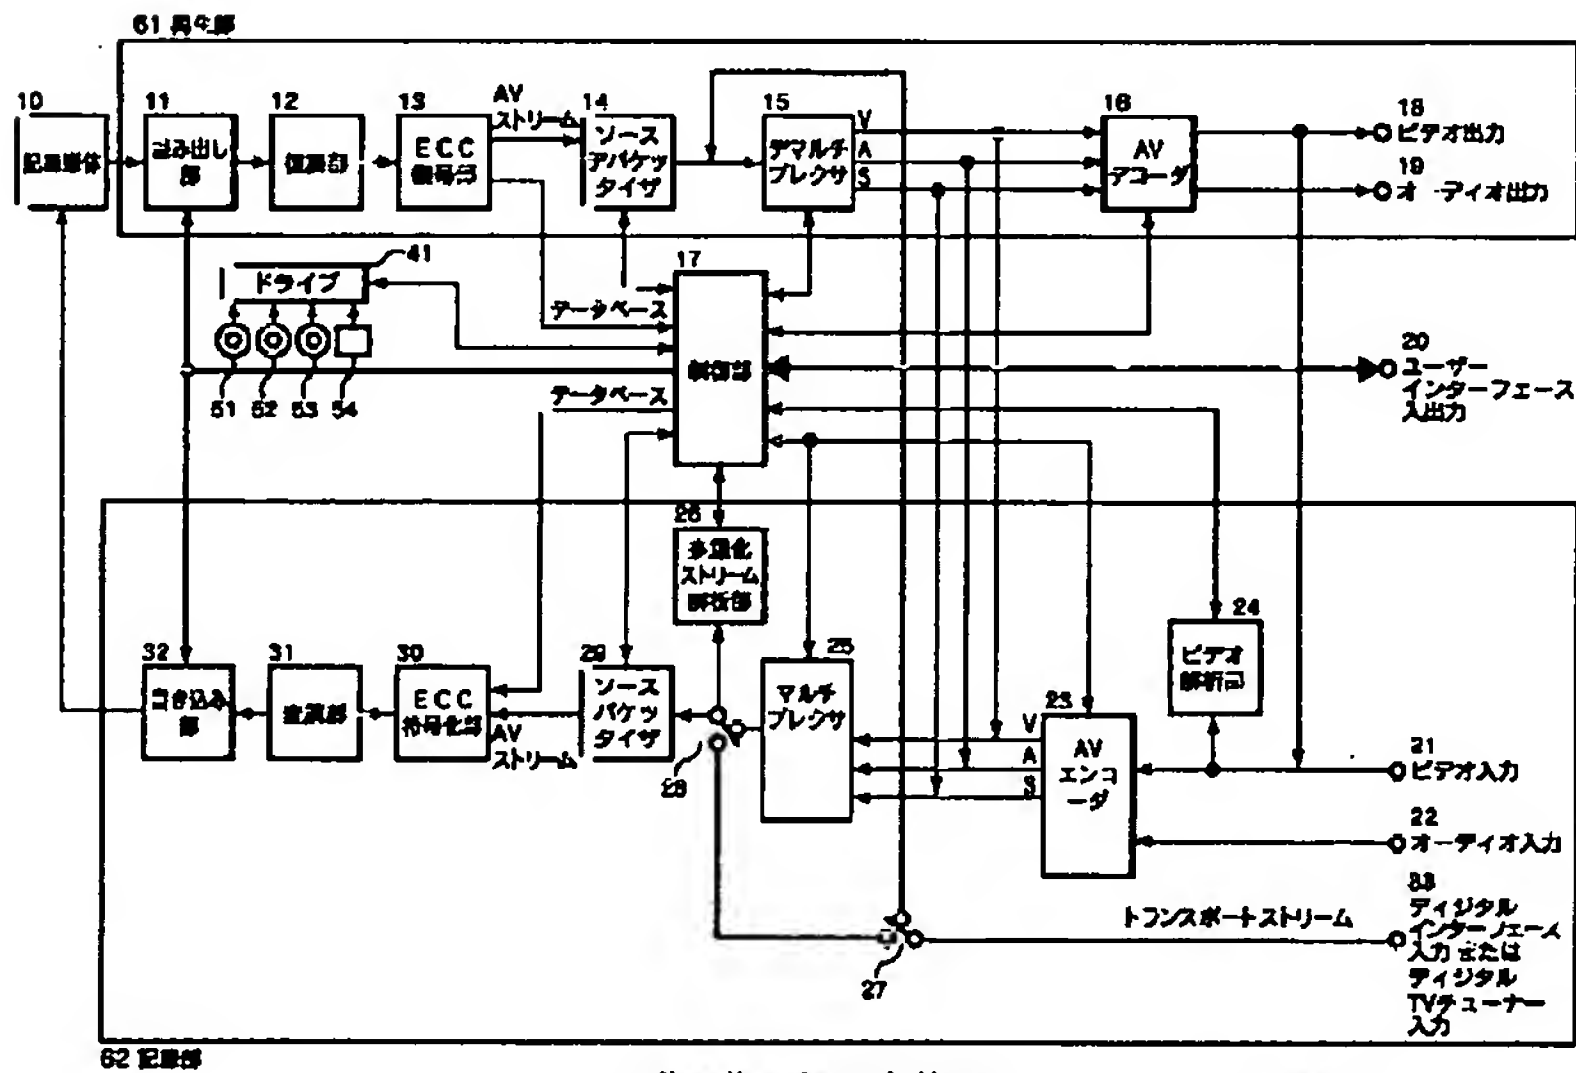 61 再生部
10
記録媒体
11
読み出し
部
12
復調部
13
ECC
復号部
AV
ストリーム
14
ソース
デパケッ
タイザ
15
デマルチ
プレクサ
V
A
S
16
AV
デコーダ
18
ビデオ出力
19
オーディオ出力
41
ドライブ
51
52
53
54
データベース
17
制御部
データベース
20
ユーザー
インターフェース
入出力
26
多重化
ストリーム
解析部
24
ビデオ
解析部
32
書き込み
部
31
変調部
30
ECC
符号化部
AV
ストリーム
29
ソース
パケッ
タイザ
28
25
マルチ
プレクサ
V
A
S
23
AV
エンコ
ーダ
21
ビデオ入力
22
オーディオ入力
27
トランスポートストリーム
33
ディジタル
インターフェース
入力または
ディジタル
TVチューナー
入力
62 記録部